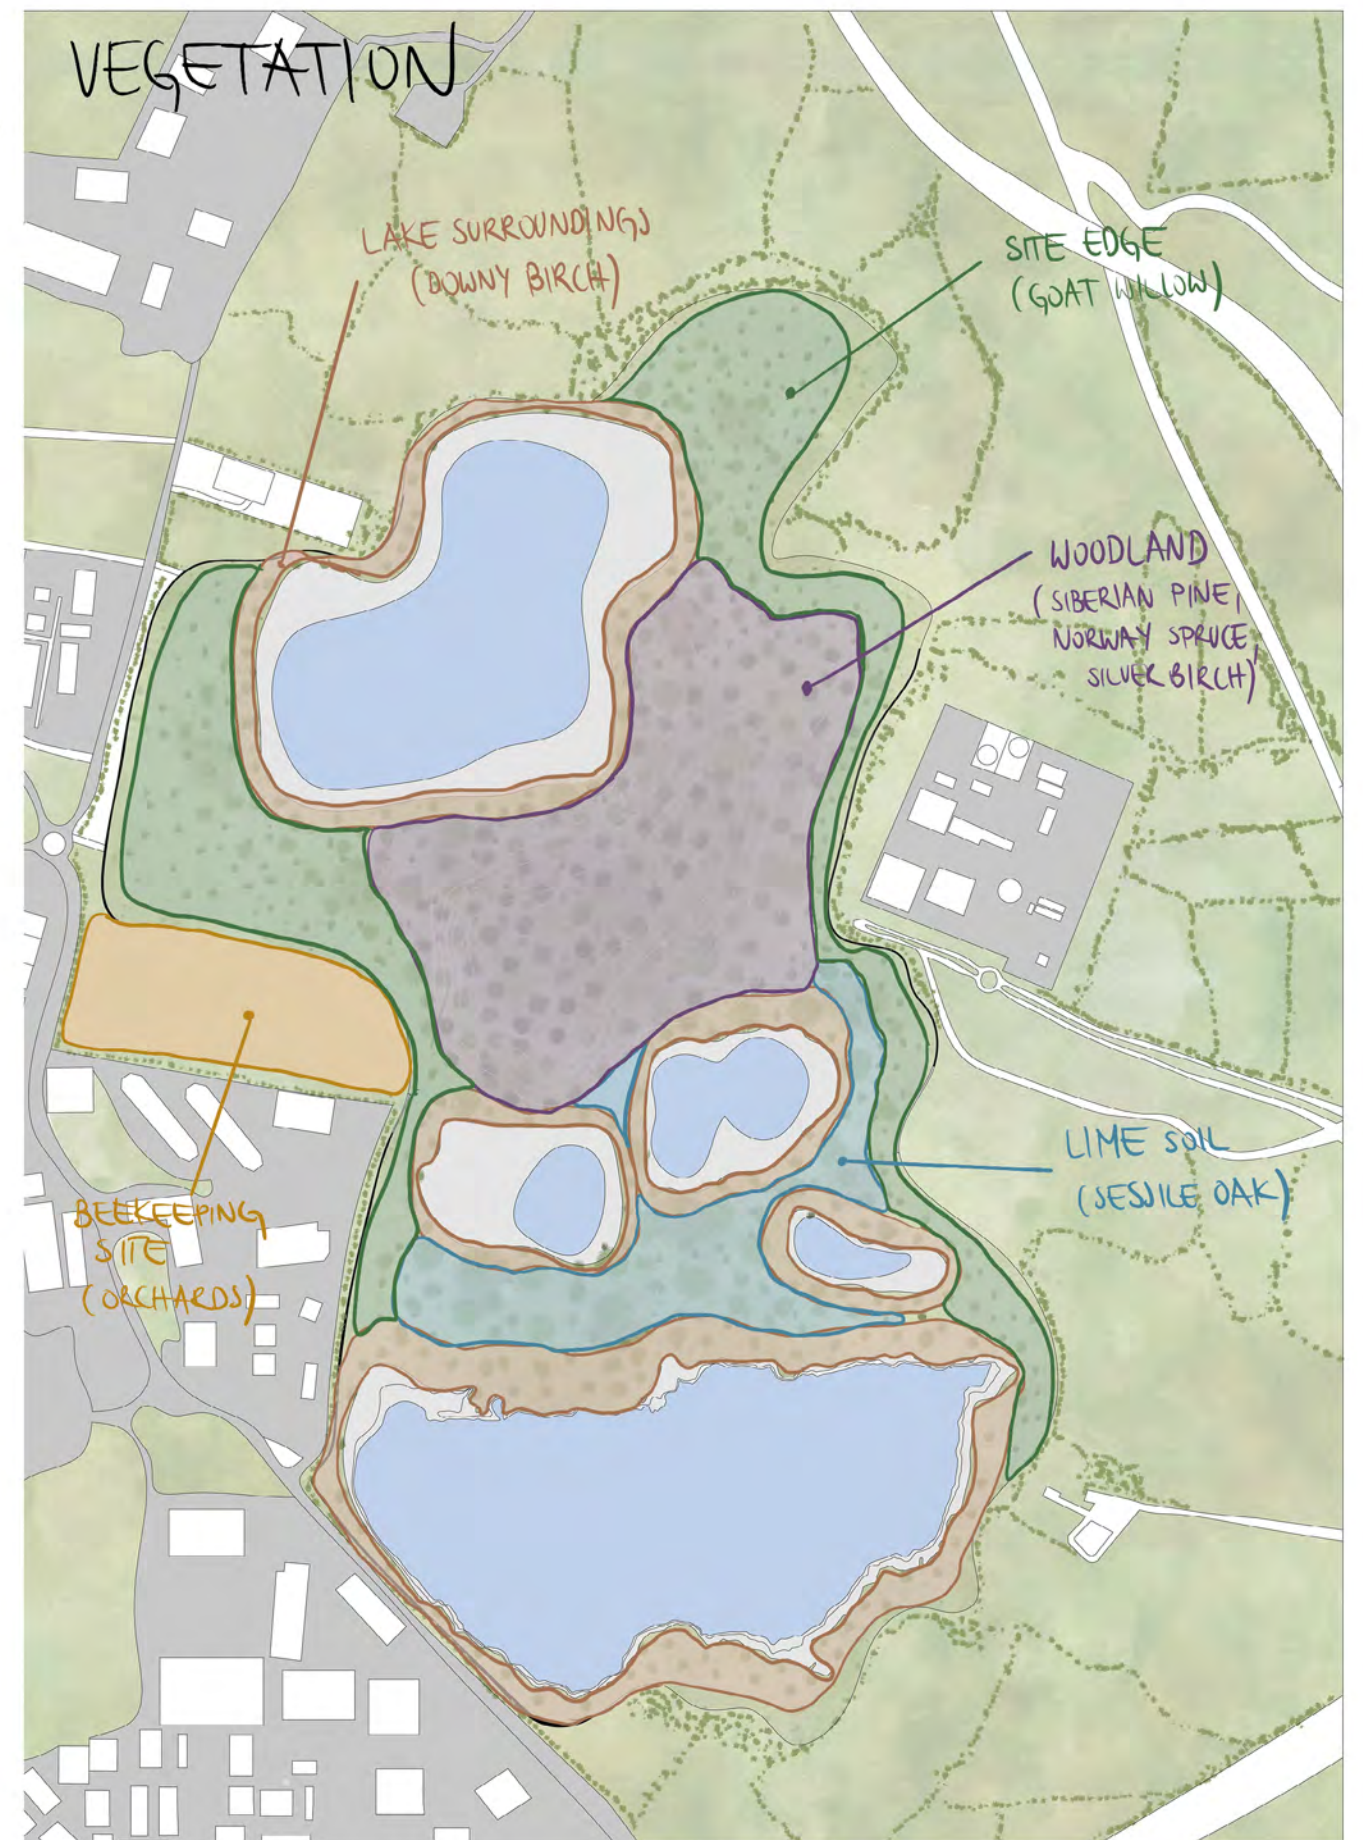 VEGETATION
LAKE SURROUNDINGS
(DOWNY BIRCH)
SITE EDGE
(GOAT WILLOW)
WOODLAND
(SIBERIAN PINE,
NORWAY SPRUCE,
SILVER BIRCH)
LIME SOIL
(SESSILE OAK)
BEEKEEPING
SITE
(ORCHARDS)